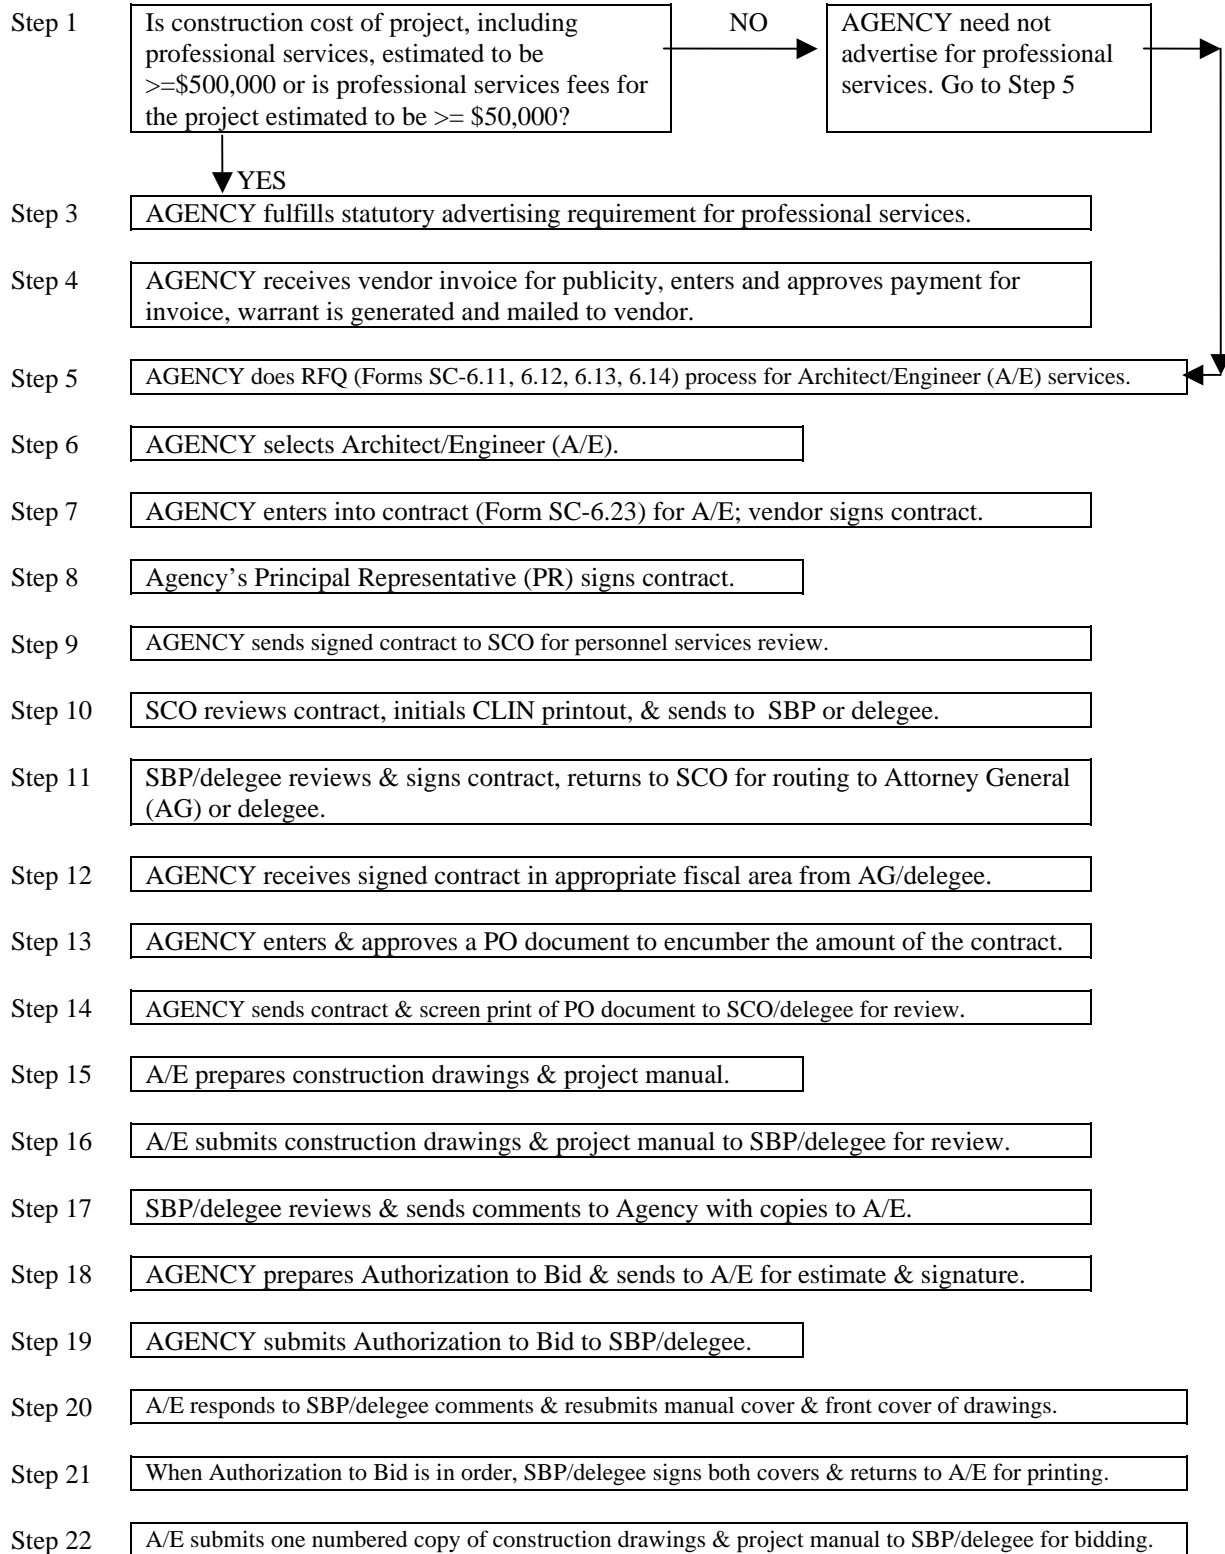 Step 1
Is construction cost of project, including
professional services, estimated to be
>=$500,000 or is professional services fees for
the project estimated to be >= $50,000?
NO
AGENCY need not
advertise for professional
services. Go to Step 5
YES
Step 3
AGENCY fulfills statutory advertising requirement for professional services.
Step 4
AGENCY receives vendor invoice for publicity, enters and approves payment for
invoice, warrant is generated and mailed to vendor.
Step 5
AGENCY does RFQ (Forms SC-6.11, 6.12, 6.13, 6.14) process for Architect/Engineer (A/E) services.
Step 6
AGENCY selects Architect/Engineer (A/E).
Step 7
AGENCY enters into contract (Form SC-6.23) for A/E; vendor signs contract.
Step 8
Agency’s Principal Representative (PR) signs contract.
Step 9
AGENCY sends signed contract to SCO for personnel services review.
Step 10
SCO reviews contract, initials CLIN printout, & sends to SBP or delegee.
Step 11
SBP/delegee reviews & signs contract, returns to SCO for routing to Attorney General
(AG) or delegee.
Step 12
AGENCY receives signed contract in appropriate fiscal area from AG/delegee.
Step 13
AGENCY enters & approves a PO document to encumber the amount of the contract.
Step 14
AGENCY sends contract & screen print of PO document to SCO/delegee for review.
Step 15
A/E prepares construction drawings & project manual.
Step 16
A/E submits construction drawings & project manual to SBP/delegee for review.
Step 17
SBP/delegee reviews & sends comments to Agency with copies to A/E.
Step 18
AGENCY prepares Authorization to Bid & sends to A/E for estimate & signature.
Step 19
AGENCY submits Authorization to Bid to SBP/delegee.
Step 20
A/E responds to SBP/delegee comments & resubmits manual cover & front cover of drawings.
Step 21
When Authorization to Bid is in order, SBP/delegee signs both covers & returns to A/E for printing.
Step 22
A/E submits one numbered copy of construction drawings & project manual to SBP/delegee for bidding.